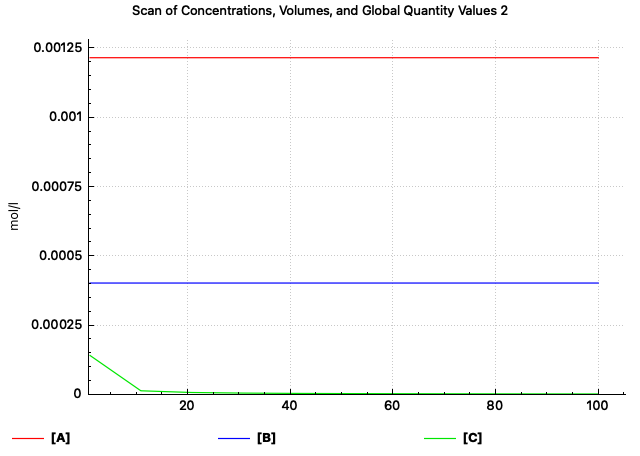 Scan of Concentrations, Volumes, and Global Quantity Values 2
0.00125
0.001
0.00075
0.0005
0.00025
0
mol/l
20 40 60 80 100
[A] [B] [C]